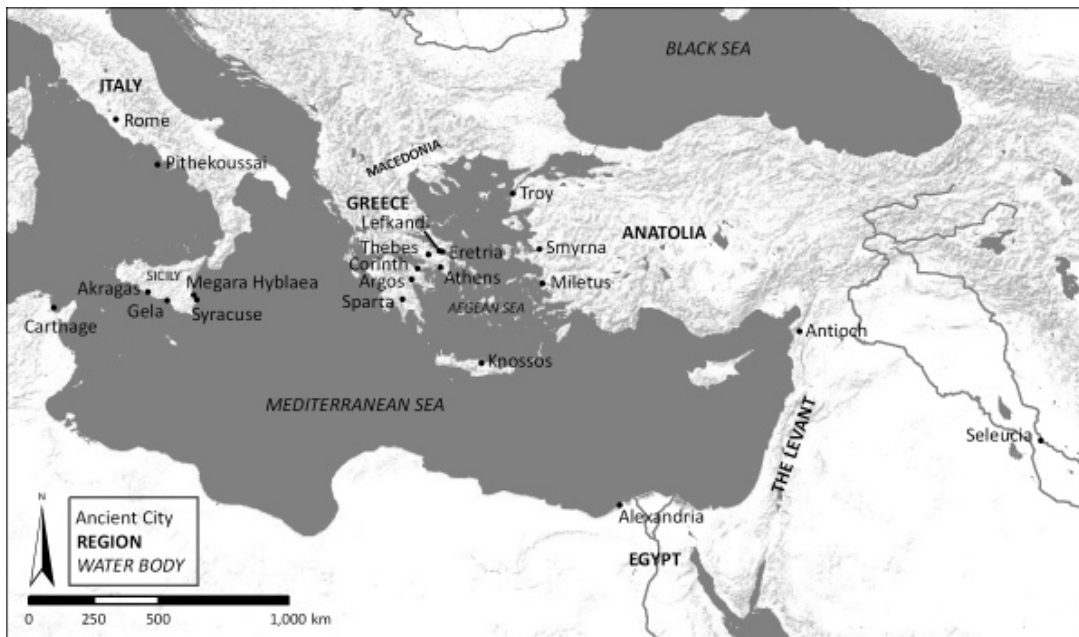 BLACK SEA
ITALY
Rome
Pithekoussai
MACEDONIA
Troy
GREECE
Lefkandi
Thebes
Eretria
Smyrna
ANATOLIA
Corinth
Athens
Argos
Miletus
Sparta
AEGEAN SEA
SICILY
Megara Hyblaea
Akragas
Gela
Syracuse
Carthage
Antioch
Knossos
MEDITERRANEAN SEA
THE LEVANT
Seleucia
Alexandria
EGYPT
N
Ancient City
REGION
WATER BODY
0 250 500 1,000 km